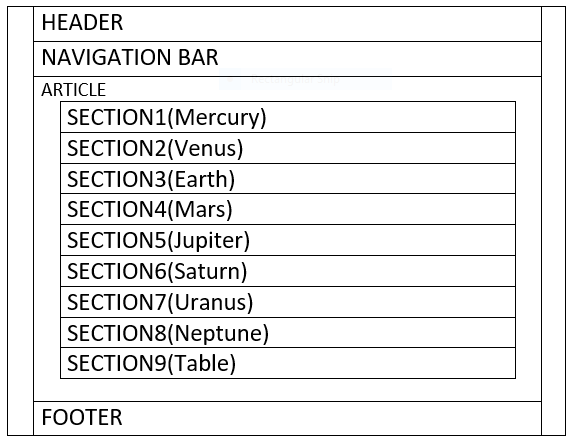 HEADER
NAVIGATION BAR
ARTICLE
SECTION1(Mercury)
SECTION2(Venus)
SECTION3(Earth)
SECTION4(Mars)
SECTION5(Jupiter)
SECTION6(Saturn)
SECTION7(Uranus)
SECTION8(Neptune)
SECTION9(Table)
FOOTER